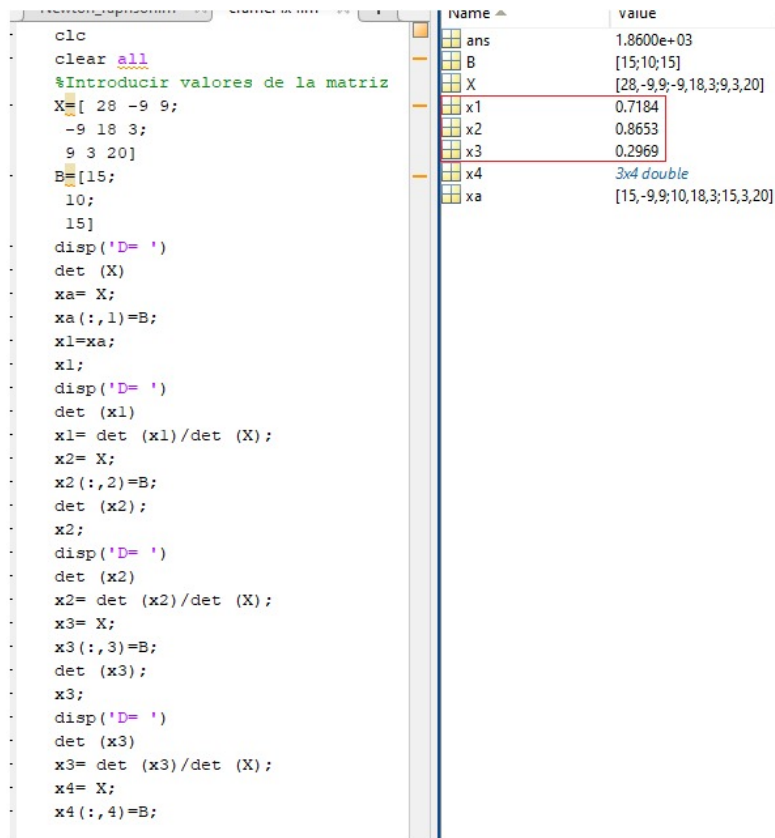 clc
clear all
%Introducir valores de la matriz
X=[ 28 -9 9;
-9 18 3;
9 3 20]
B=[15;
10;
15]
disp('D= ')
det (X)
xa= X;
xa(:,1)=B;
x1=xa;
x1;
disp('D= ')
det (x1)
x1= det (x1)/det (X);
x2= X;
x2(:,2)=B;
det (x2);
x2;
disp('D= ')
det (x2)
x2= det (x2)/det (X);
x3= X;
x3(:,3)=B;
det (x3);
x3;
disp('D= ')
det (x3)
x3= det (x3)/det (X);
x4= X;
x4(:,4)=B;
Name Value
ans 1.8600e+03
B [15;10;15]
X [28,-9,9;-9,18,3;9,3,20]
x1 0.7184
x2 0.8653
x3 0.2969
x4 3x4 double
xa [15,-9,9;10,18,3;15,3,20]